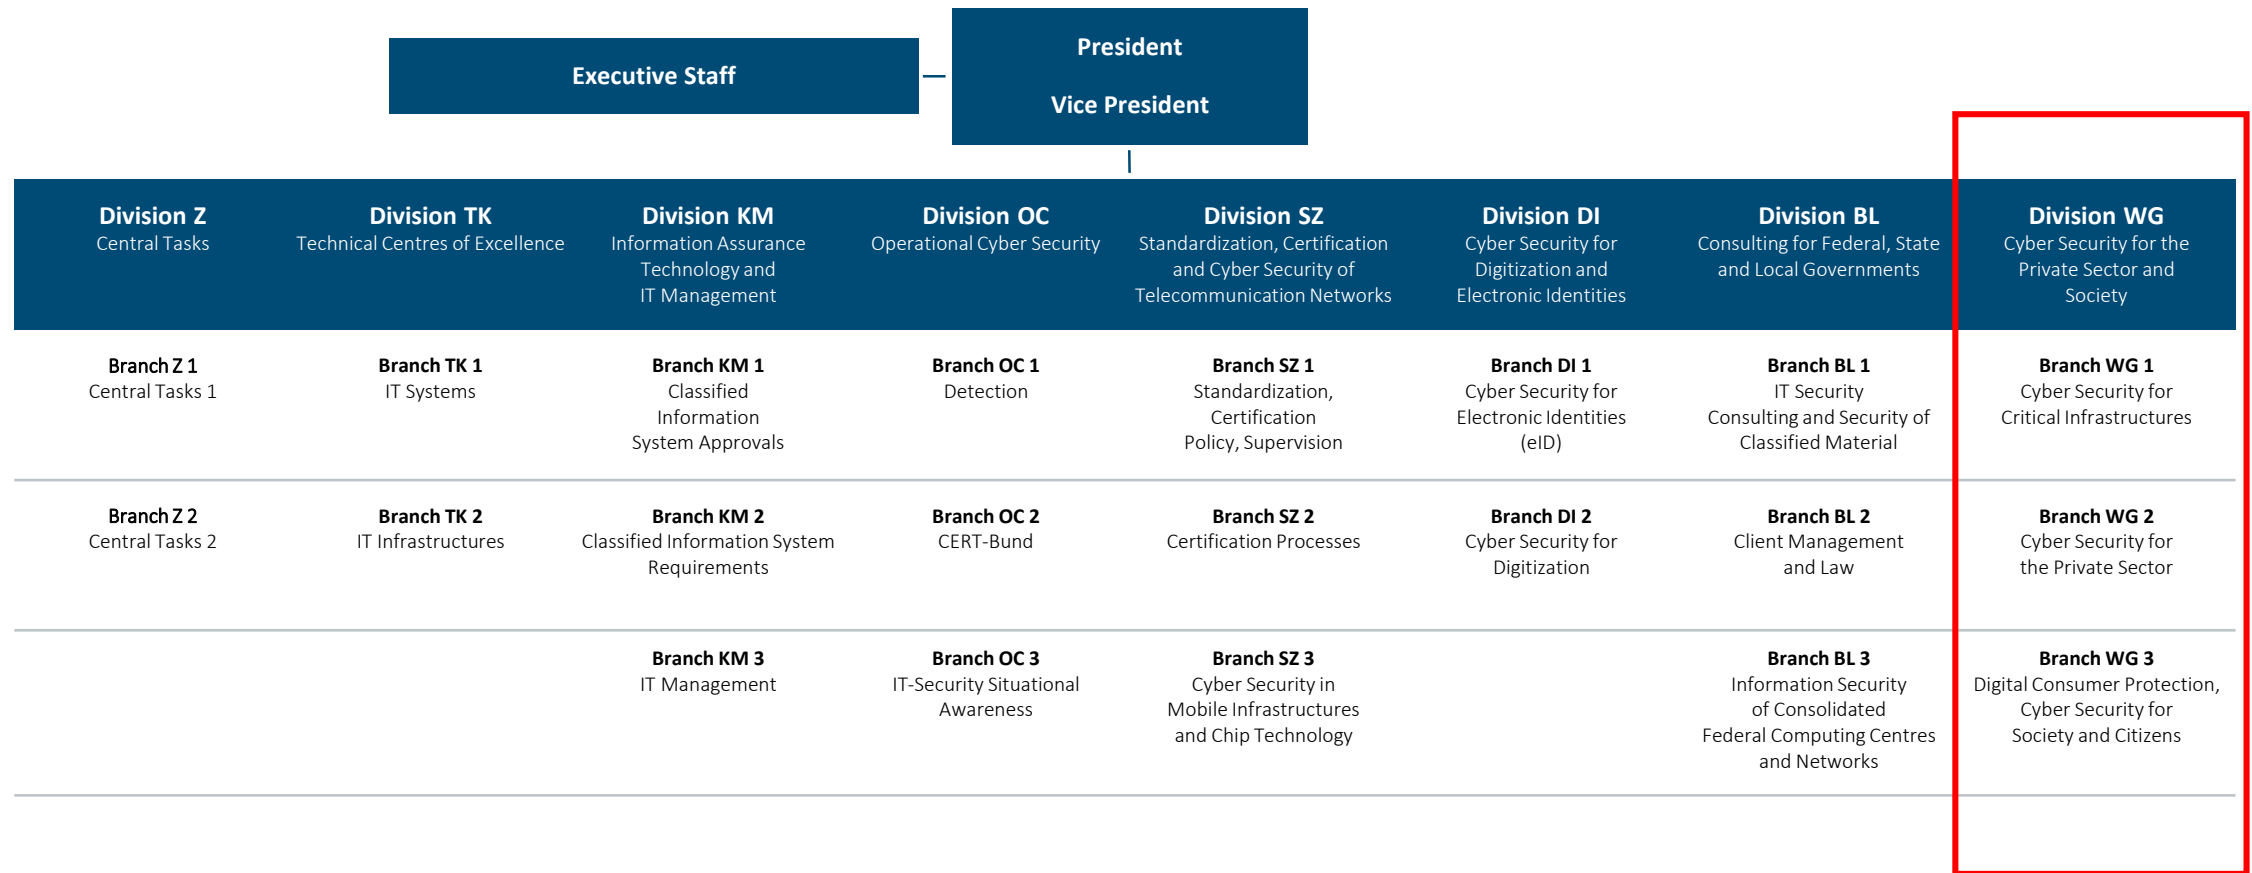 Executive Staff
President
Vice President
Division Z
Central Tasks
Division TK
Technical Centres of Excellence
Division KM
Information Assurance
Technology and
IT Management
Division OC
Operational Cyber Security
Division SZ
Standardization, Certification
and Cyber Security of
Telecommunication Networks
Division DI
Cyber Security for
Digitization and
Electronic Identities
Division BL
Consulting for Federal, State
and Local Governments
Division WG
Cyber Security for the
Private Sector and
Society
Branch Z 1
Central Tasks 1
Branch TK 1
IT Systems
Branch KM 1
Classified
Information
System Approvals
Branch OC 1
Detection
Branch SZ 1
Standardization,
Certification
Policy, Supervision
Branch DI 1
Cyber Security for
Electronic Identities
(eID)
Branch BL 1
IT Security
Consulting and Security of
Classified Material
Branch WG 1
Cyber Security for
Critical Infrastructures
Branch Z 2
Central Tasks 2
Branch TK 2
IT Infrastructures
Branch KM 2
Classified Information System
Requirements
Branch OC 2
CERT-Bund
Branch SZ 2
Certification Processes
Branch DI 2
Cyber Security for
Digitization
Branch BL 2
Client Management
and Law
Branch WG 2
Cyber Security for
the Private Sector
Branch KM 3
IT Management
Branch OC 3
IT-Security Situational
Awareness
Branch SZ 3
Cyber Security in
Mobile Infrastructures
and Chip Technology
Branch BL 3
Information Security
of Consolidated
Federal Computing Centres
and Networks
Branch WG 3
Digital Consumer Protection,
Cyber Security for
Society and Citizens